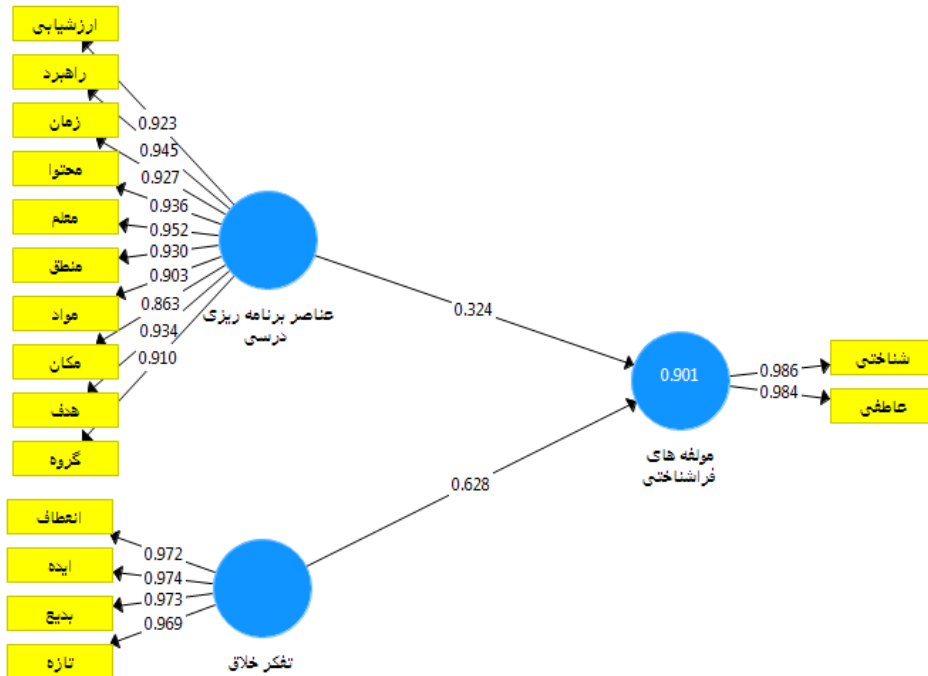 ارزشیابی
راهبرد
زمان
محتوا
معلم
منطق
مواد
مکان
هدف
گروه
0.923
0.945
0.927
0.936
0.952
0.930
0.903
0.863
0.934
0.910
عناصر برنامه ریزی
درسی
0.324
0.901
مولفه های
فراشناختی
0.986
0.984
شناختی
عاطفی
0.628
انعطاف
ایده
بدیع
تازه
0.972
0.974
0.973
0.969
تفکر خلاق